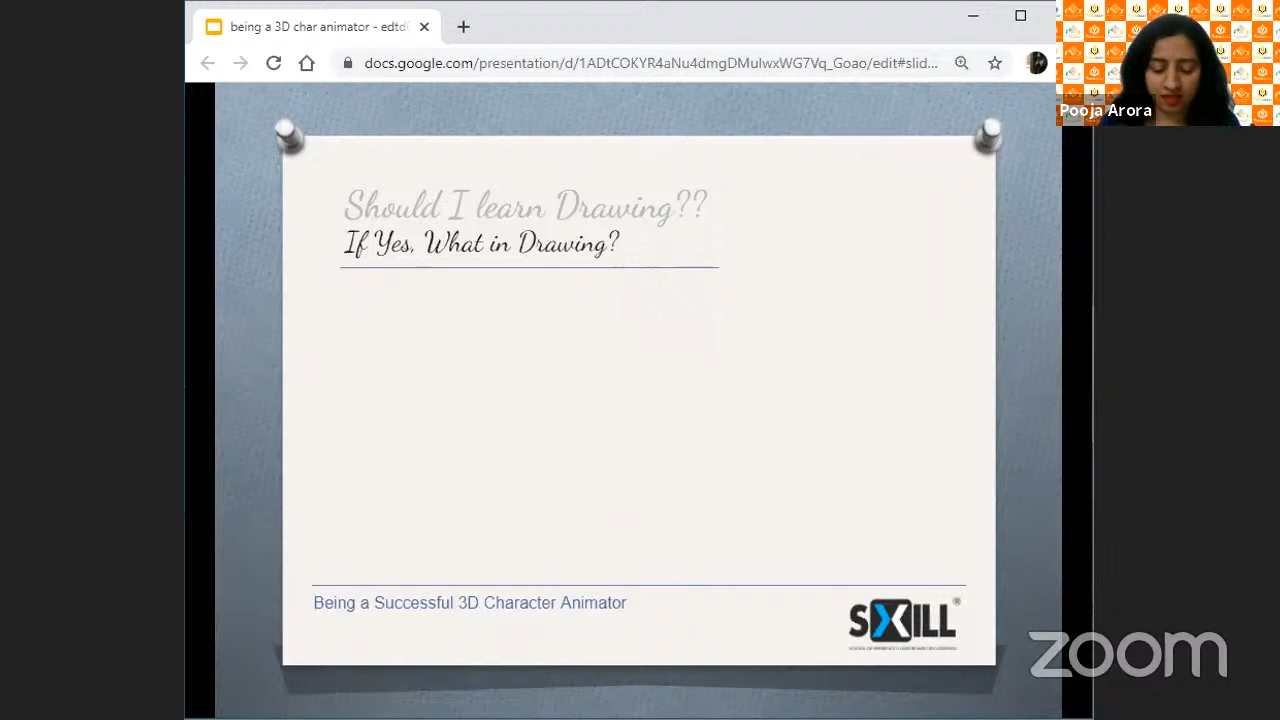 being a 3D char animator - edtd
docs.google.com/presentation/d/1ADtCOKYR4aNu4dmgDMulwxWG7Vq_Goao/edit#slid...
Pooja Arora
Should I learn Drawing??
If Yes, What in Drawing?
Being a Successful 3D Character Animator
SXILL®
zoom